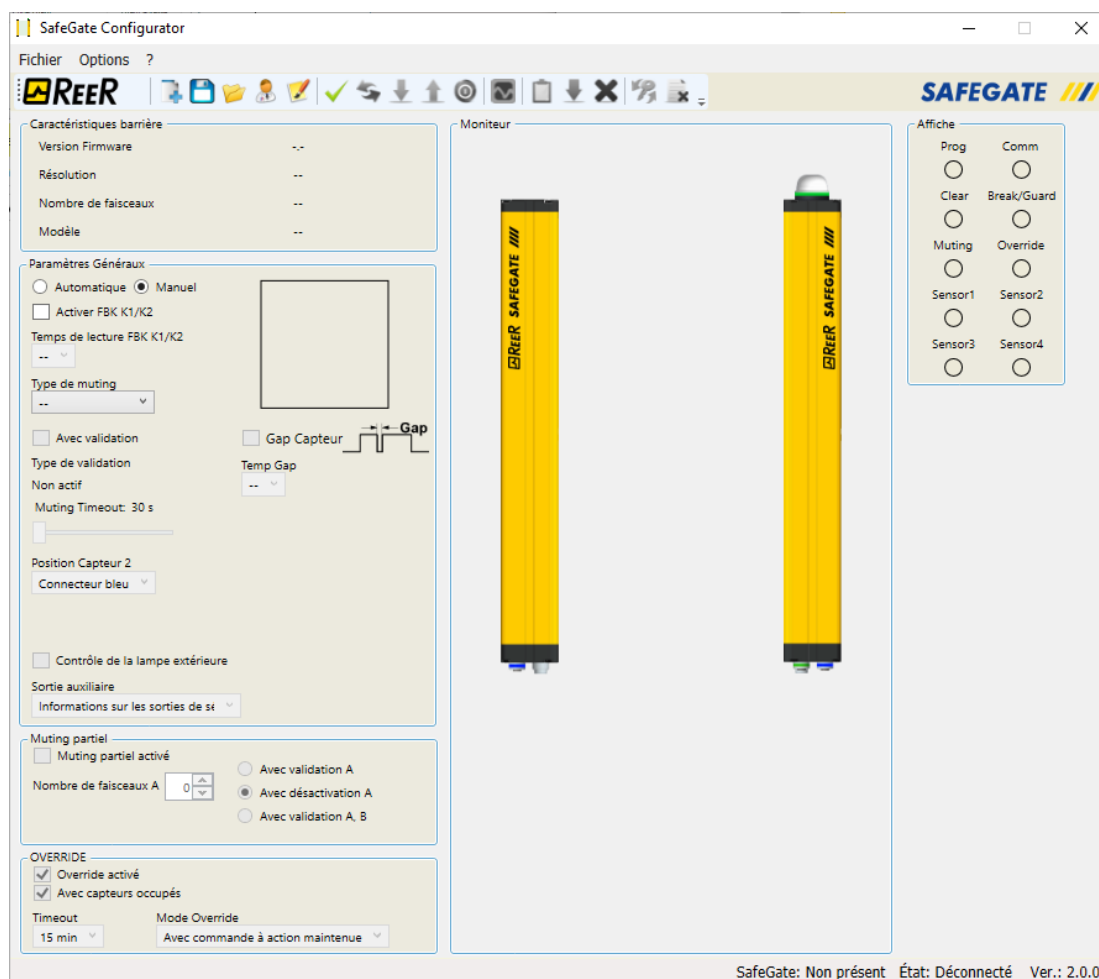 SafeGate Configurator
Fichier Options ?
REER
SAFEGATE
Caractéristiques barrière
Version Firmware -.-
Résolution --
Nombre de faisceaux --
Modèle --
Paramètres Généraux
Automatique Manuel
Activer FBK K1/K2
Temps de lecture FBK K1/K2
--
Type de muting
--
Avec validation
Gap Capteur
Gap
Type de validation
Non actif
Temp Gap
--
Muting Timeout: 30 s
Position Capteur 2
Connecteur bleu
Contrôle de la lampe extérieure
Sortie auxiliaire
Informations sur les sorties de sé
Muting partiel
Muting partiel activé
Nombre de faisceaux A 0
Avec validation A
Avec désactivation A
Avec validation A, B
OVERRIDE
Override activé
Avec capteurs occupés
Timeout Mode Override
15 min Avec commande à action maintenue
Moniteur
REER SAFEGATE
REER SAFEGATE
Affiche
Prog Comm
Clear Break/Guard
Muting Override
Sensor1 Sensor2
Sensor3 Sensor4
SafeGate: Non présent État: Déconnecté Ver.: 2.0.0